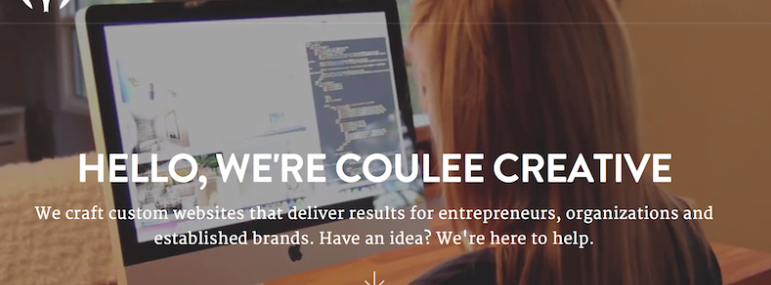 HELLO, WE'RE COULEE CREATIVE
We craft custom websites that deliver results for entrepreneurs, organizations and
established brands. Have an idea? We're here to help.